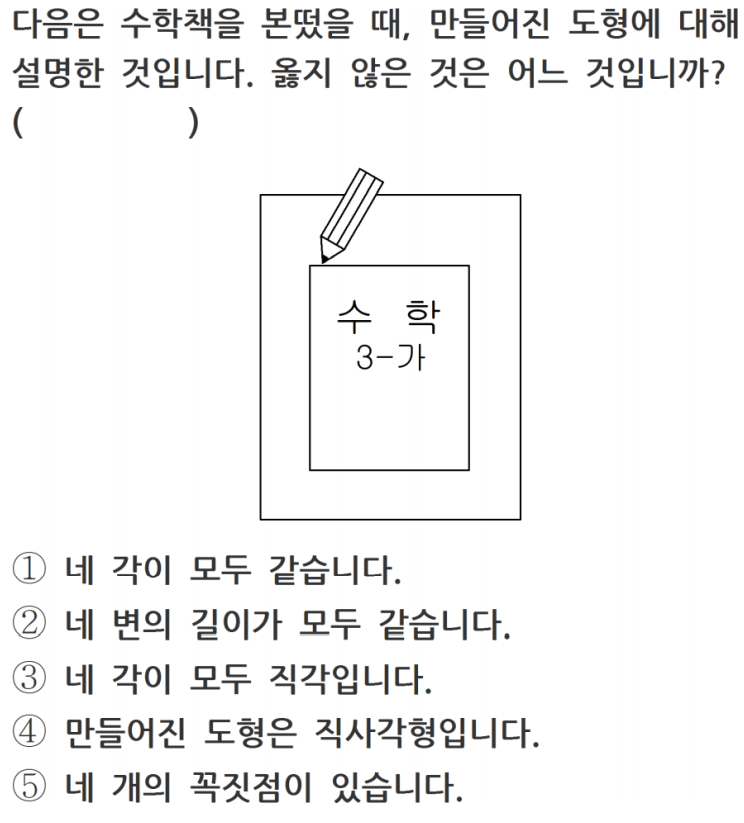 다음은 수학책을 본떴을 때, 만들어진 도형에 대해
설명한 것입니다. 옳지 않은 것은 어느 것입니까?
(          )
수 학
3-가
① 네 각이 모두 같습니다.
② 네 변의 길이가 모두 같습니다.
③ 네 각이 모두 직각입니다.
④ 만들어진 도형은 직사각형입니다.
⑤ 네 개의 꼭짓점이 있습니다.